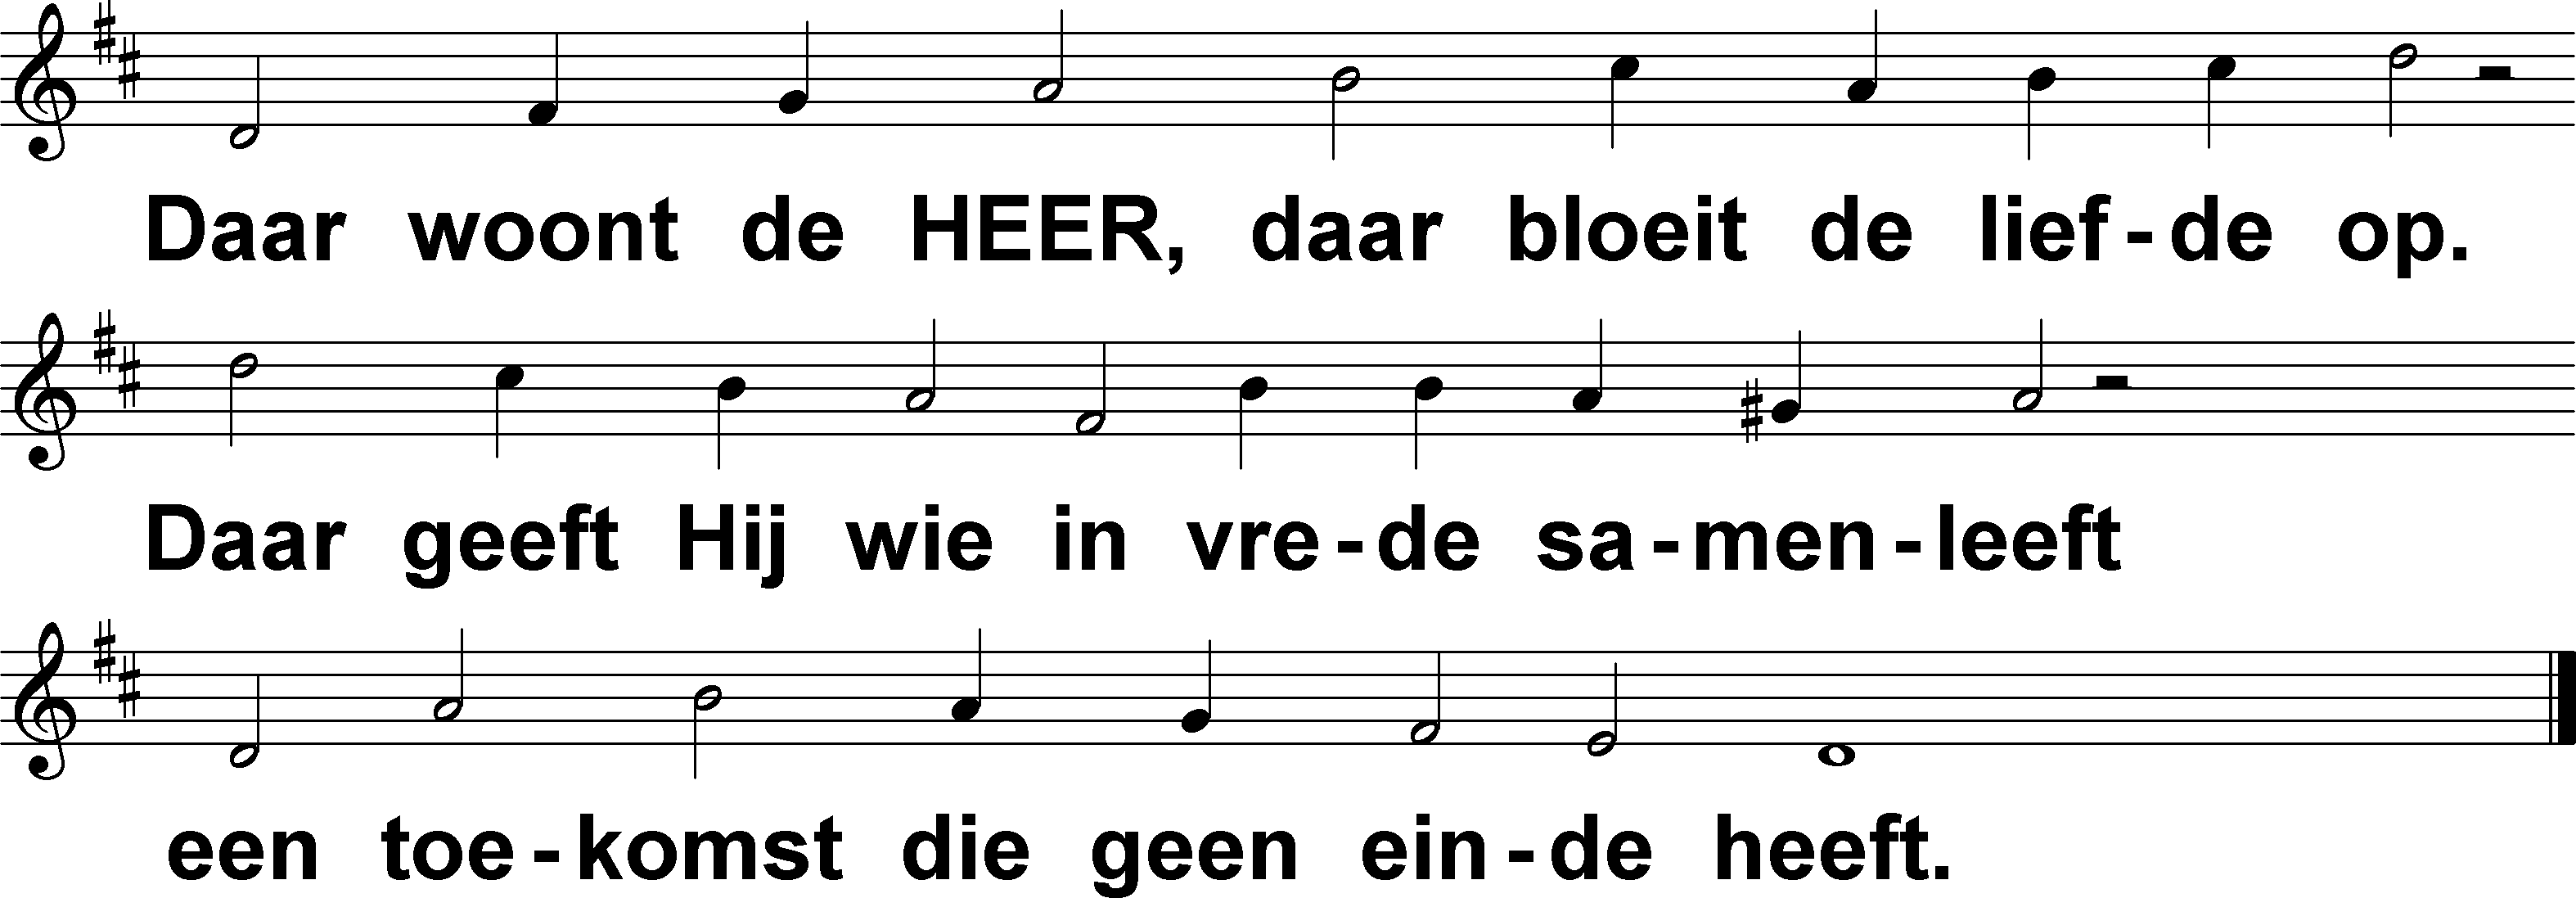 Daar woont de HEER, daar bloeit de lief-de op.
Daar geeft Hij wie in vre-de sa-men-leeft
een toe-komst die geen ein-de heeft.